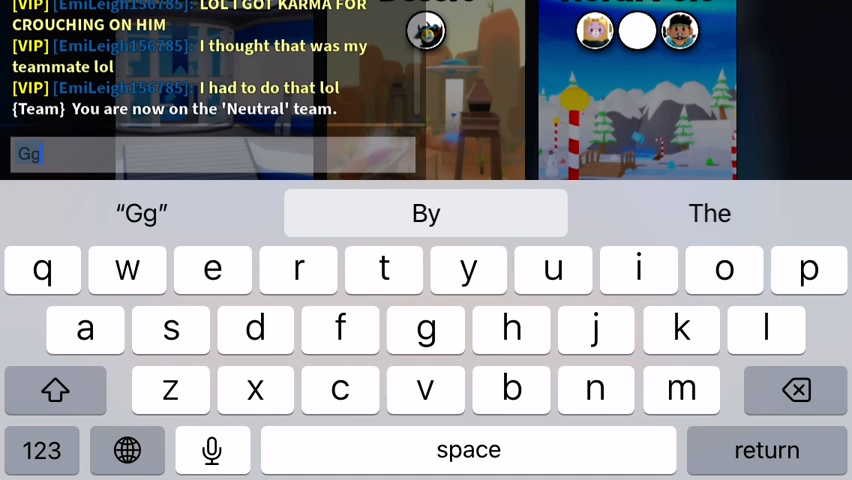 [VIP] [EmiLeigh156785]: LOL I GOT KARMA FOR
CROUCHING ON HIM
[VIP] [EmiLeigh156785]: I thought that was my
teammate lol
[VIP] [EmiLeigh156785]: I had to do that lol
{Team} You are now on the 'Neutral' team.
Desert
Gg
“Gg” By The
q w e r t y u i o p
a s d f g h j k l
z x c v b n m
123 space return